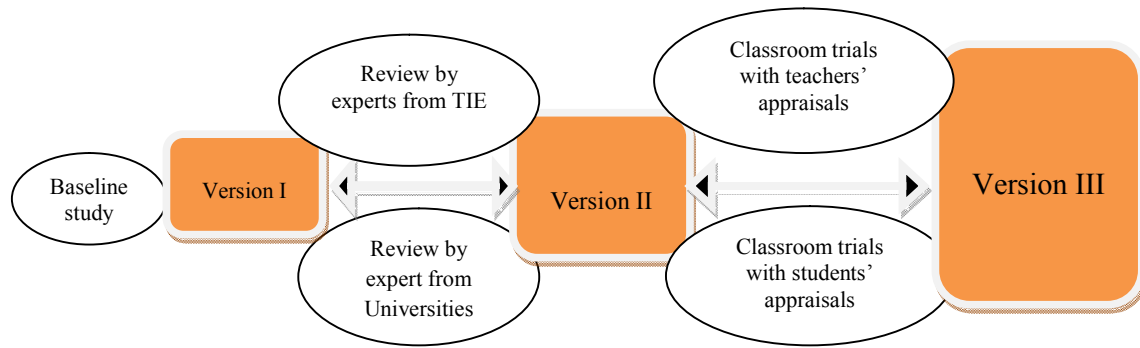 Baseline
study
Version I
Review by
experts from TIE
Review by
expert from
Universities
Version II
Classroom trials
with teachers’
appraisals
Classroom trials
with students’
appraisals
Version III